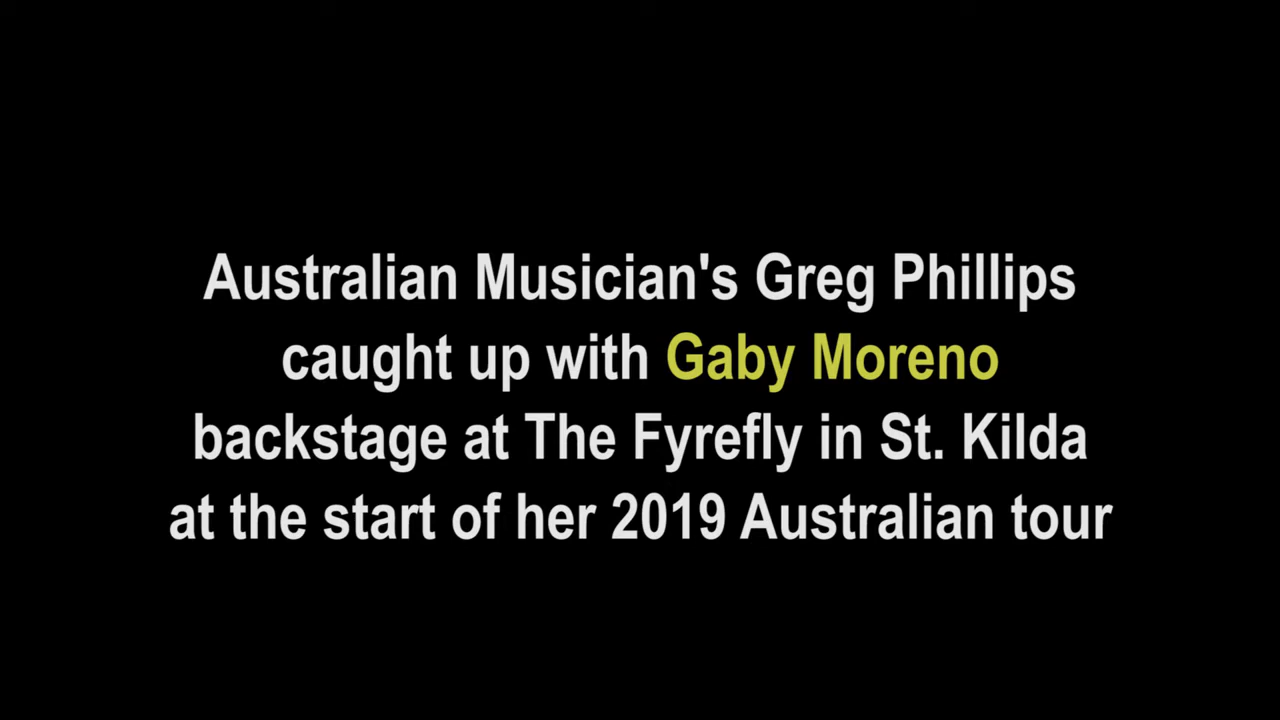 Australian Musician's Greg Phillips
caught up with Gaby Moreno
backstage at The Fyrefly in St. Kilda
at the start of her 2019 Australian tour